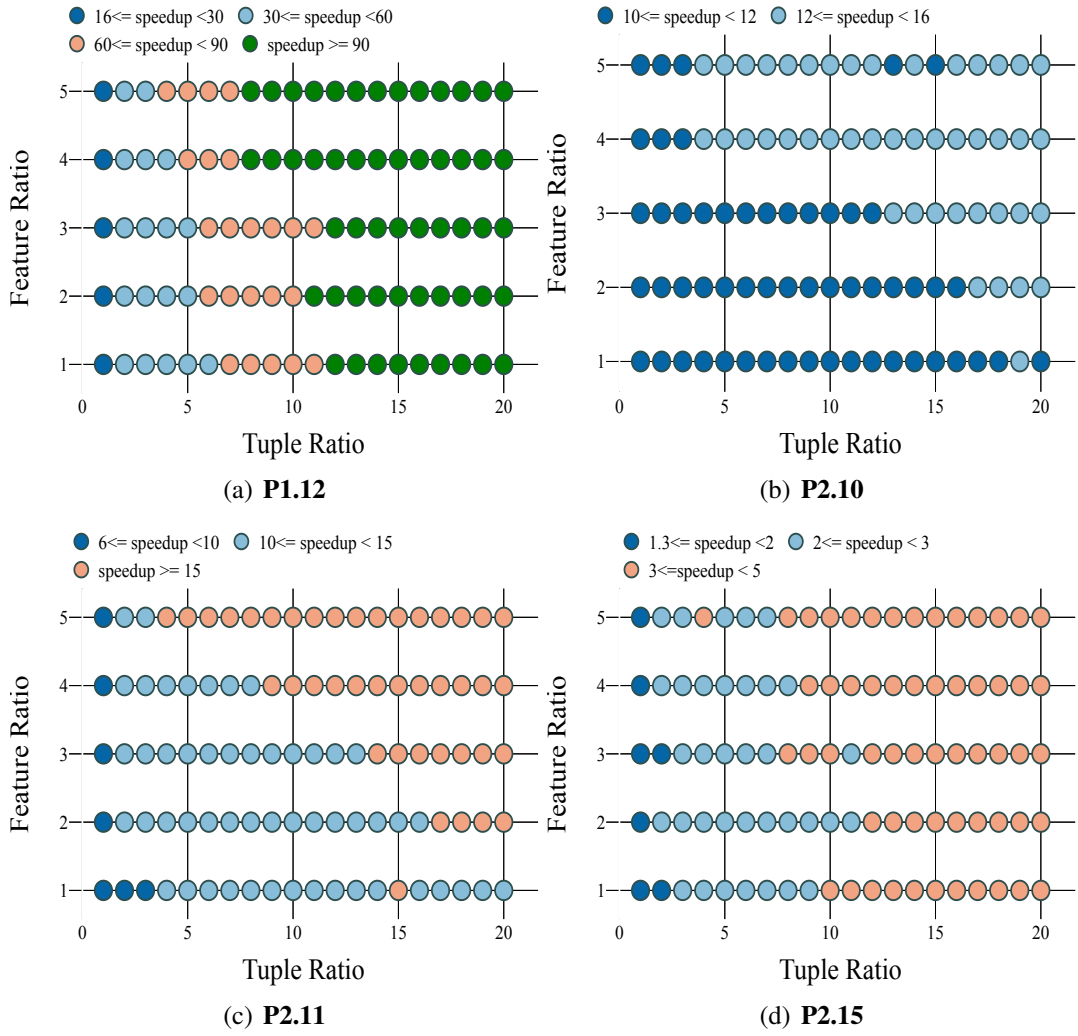 16<= speedup <30 30<= speedup <60
60<= speedup < 90 speedup >= 90
5
4
3
2
1
0 5 10 15 20
Feature Ratio
Tuple Ratio
(a) P1.12
10<= speedup < 12 12<= speedup < 16
5
4
3
2
1
0 5 10 15 20
Feature Ratio
Tuple Ratio
(b) P2.10
6<= speedup <10 10<= speedup < 15
speedup >= 15
5
4
3
2
1
0 5 10 15 20
Feature Ratio
Tuple Ratio
(c) P2.11
1.3<= speedup <2 2<= speedup < 3
3<=speedup < 5
5
4
3
2
1
0 5 10 15 20
Feature Ratio
Tuple Ratio
(d) P2.15